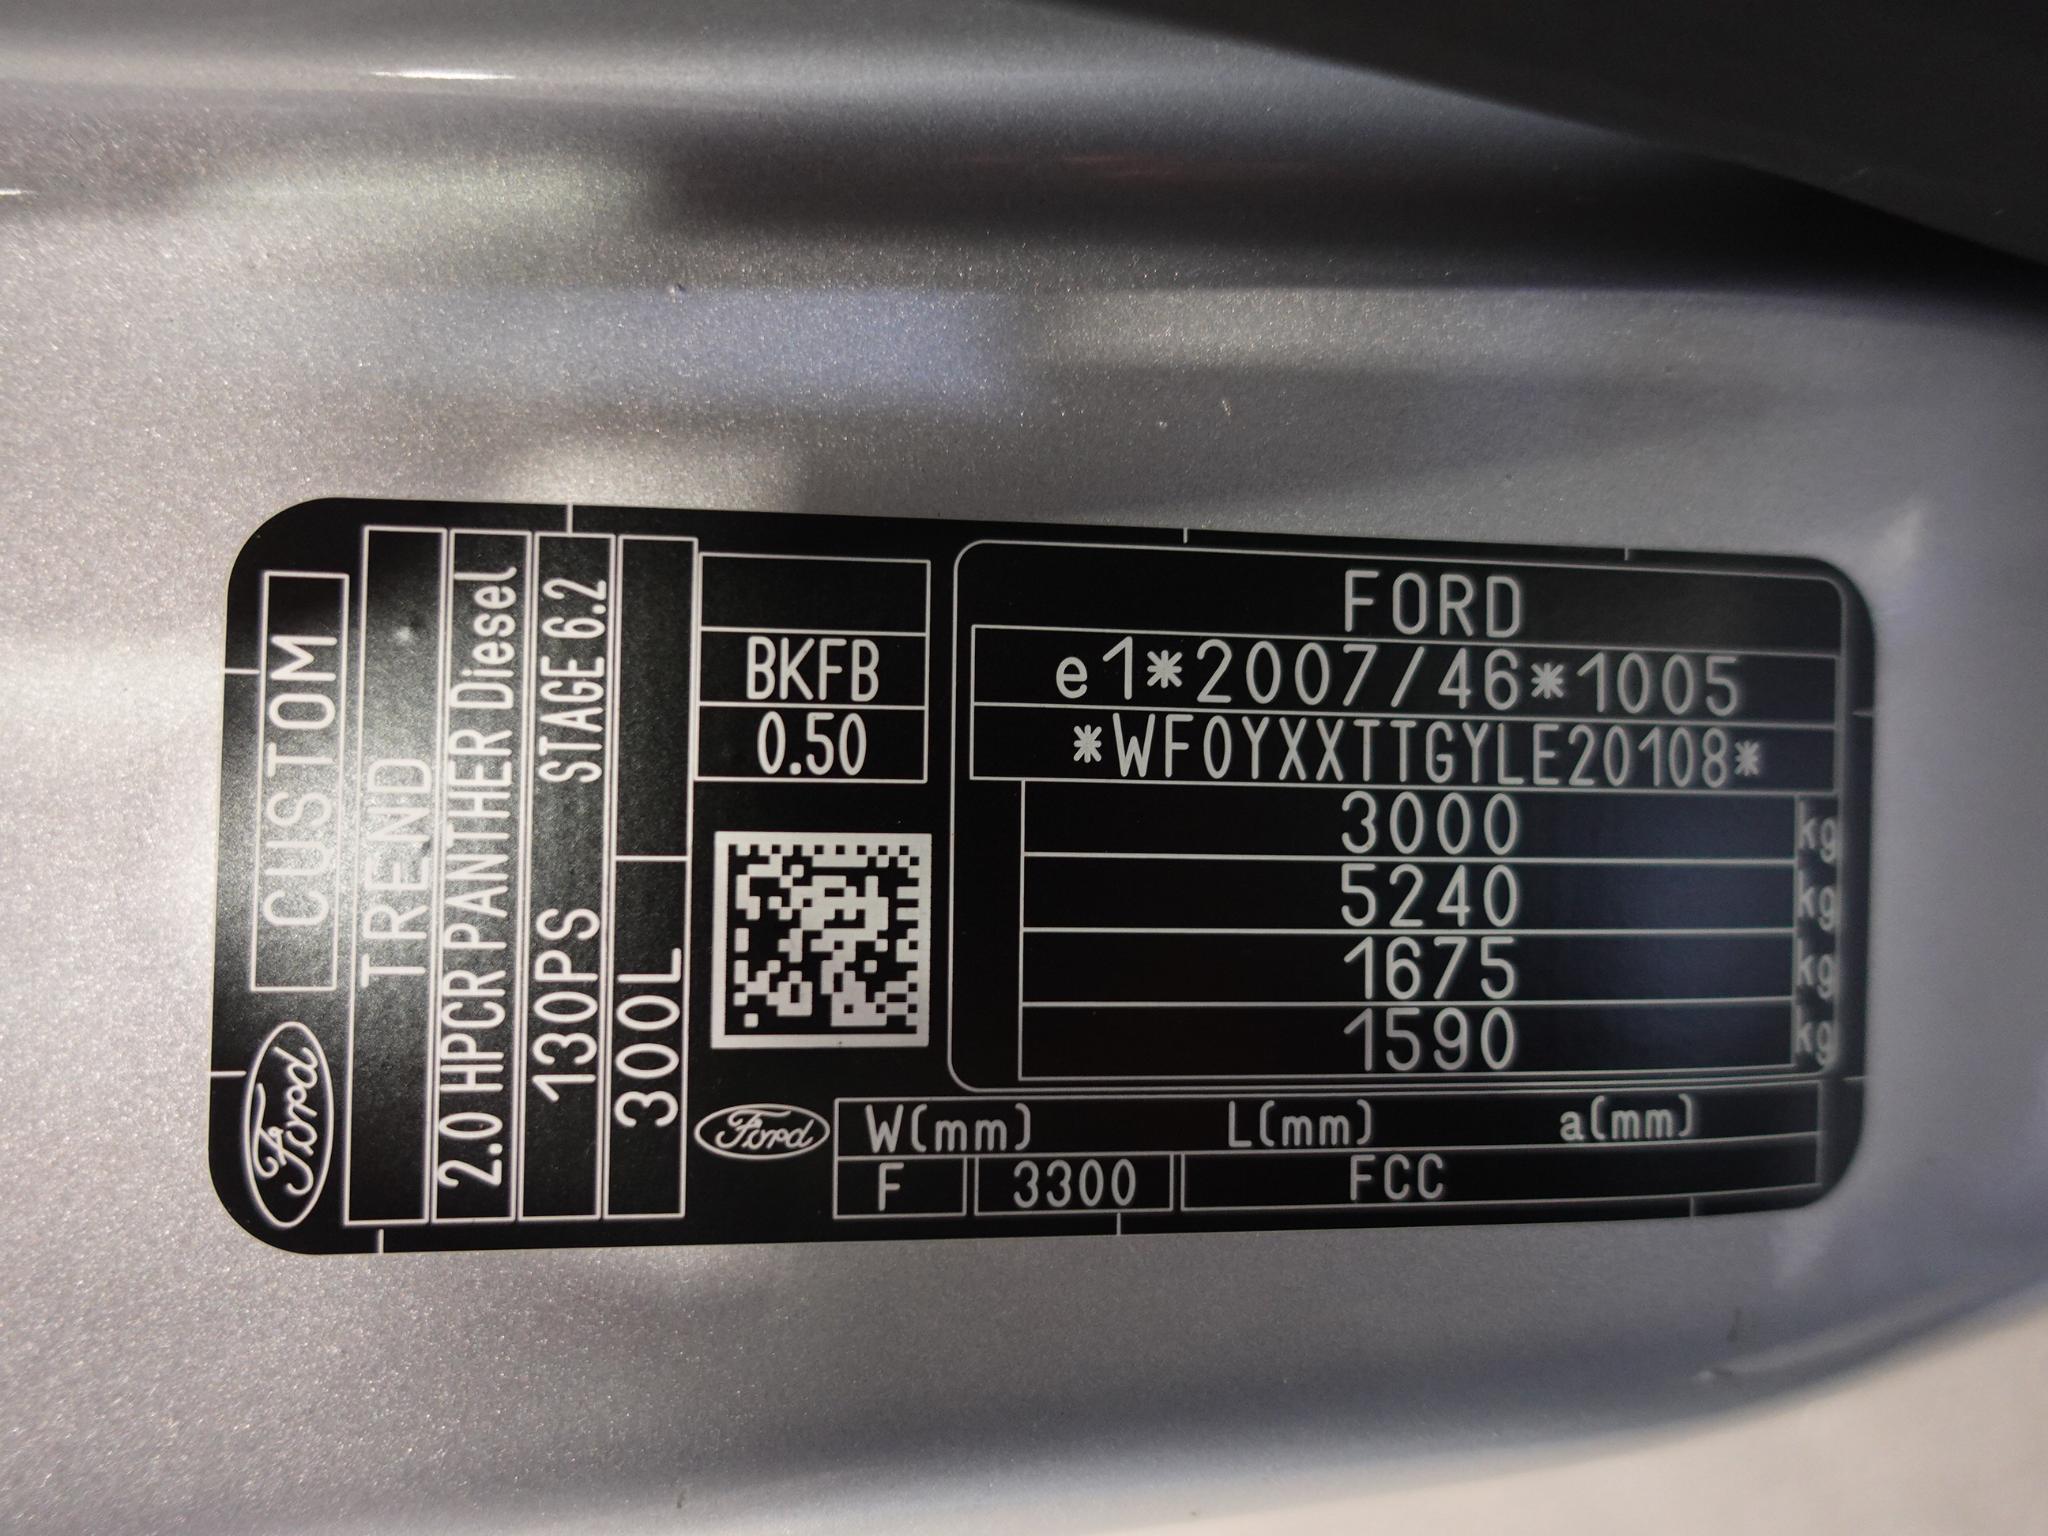 Ford
CUSTOM
TREND
2.0 HPCR PANTHER Diesel
130PS STAGE 6.2
300L
BKFB
0.50
FORD
e1*2007/46*1005
*WF0YXXTTGYLE20108*
3000 kg
5240 kg
1675 kg
1590 kg
Ford
W(mm) L(mm) a(mm)
F 3300 FCC